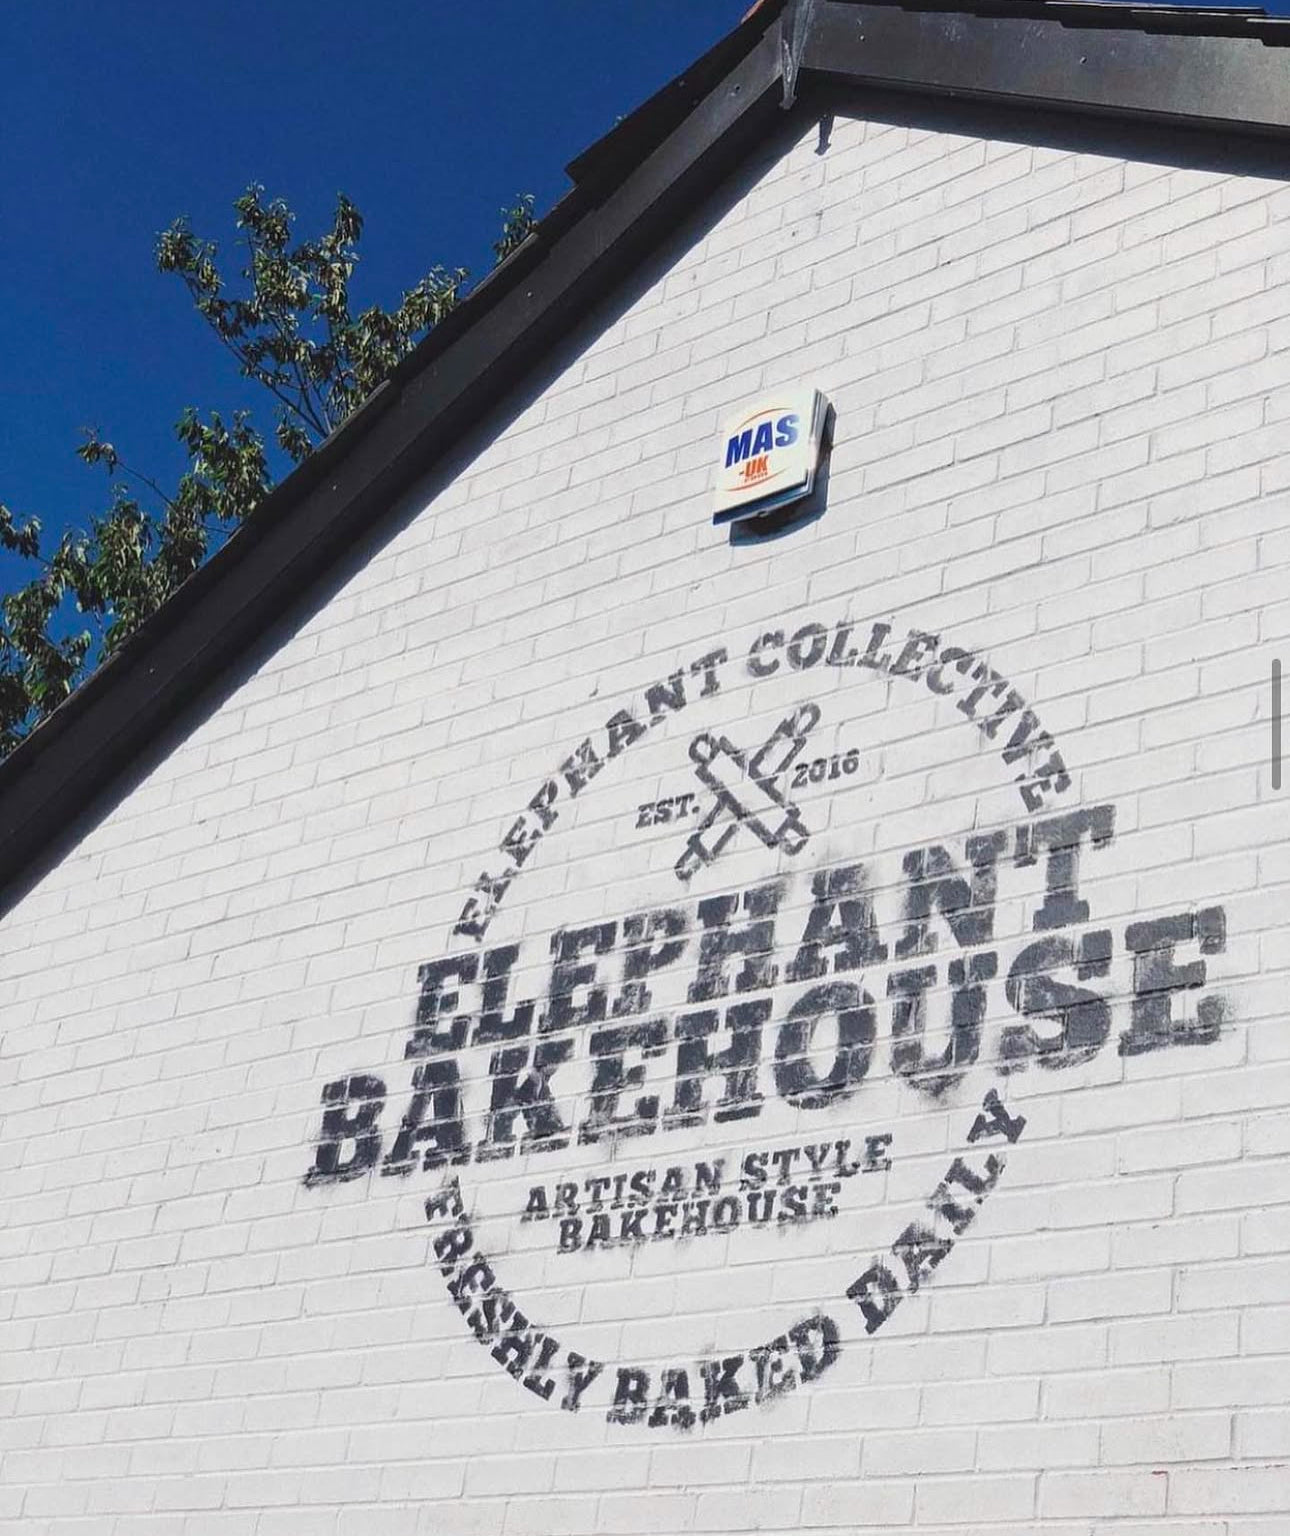 MAS
-UK
ELEPHANT COLLECTIVE
EST. 2016
ELEPHANT
BAKEHOUSE
ARTISAN STYLE
BAKEHOUSE
FRESHLY BAKED DAILY